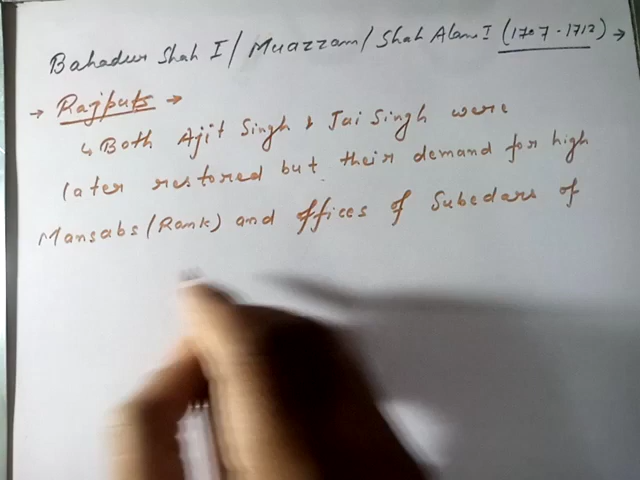 Bahadur Shah I / Muazzam / Shah Alam I (1707-1712) →
→ Rajputs →
↳ Both Ajit Singh & Jai Singh were
later restored but their demand for high
Mansabs (Rank) and offices of Subedars of